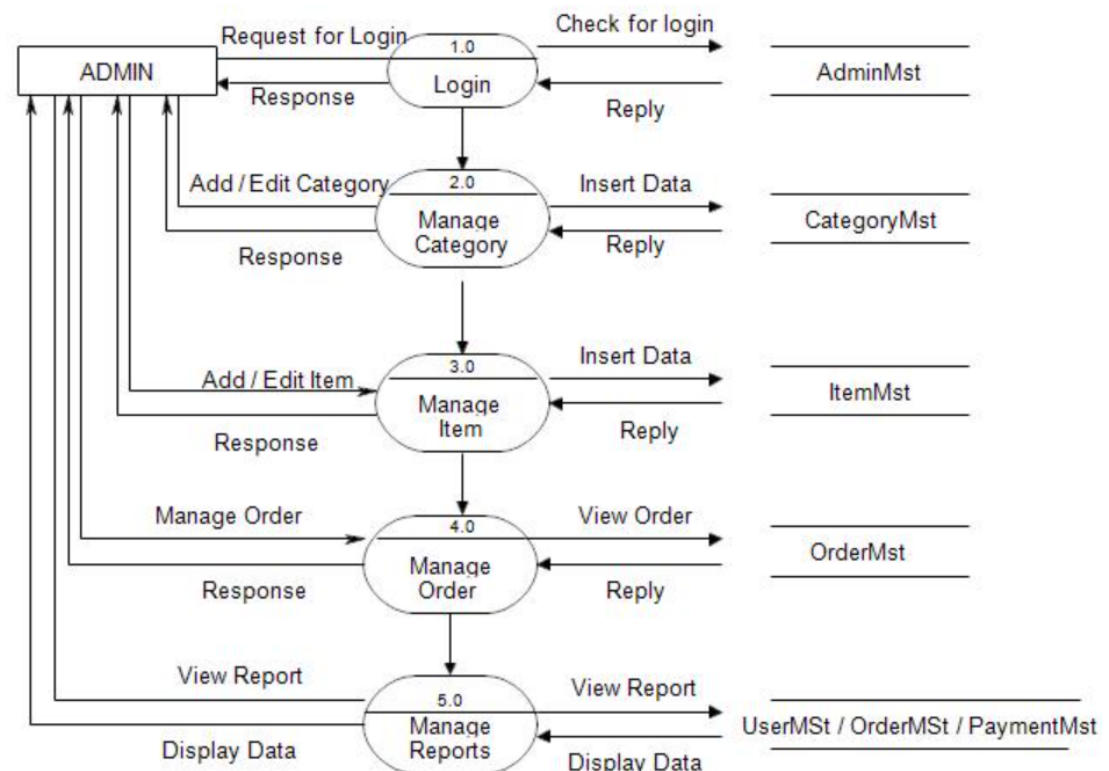 Request for Login
Check for login
ADMIN
1.0
Login
AdminMst
Response
Reply
Add / Edit Category
2.0
Insert Data
Manage
Category
CategoryMst
Response
Reply
Add / Edit Item
3.0
Insert Data
Manage
Item
ItemMst
Response
Reply
Manage Order
4.0
View Order
Manage
Order
OrderMst
Response
Reply
View Report
5.0
View Report
Manage
Reports
UserMSt / OrderMSt / PaymentMst
Display Data
Display Data